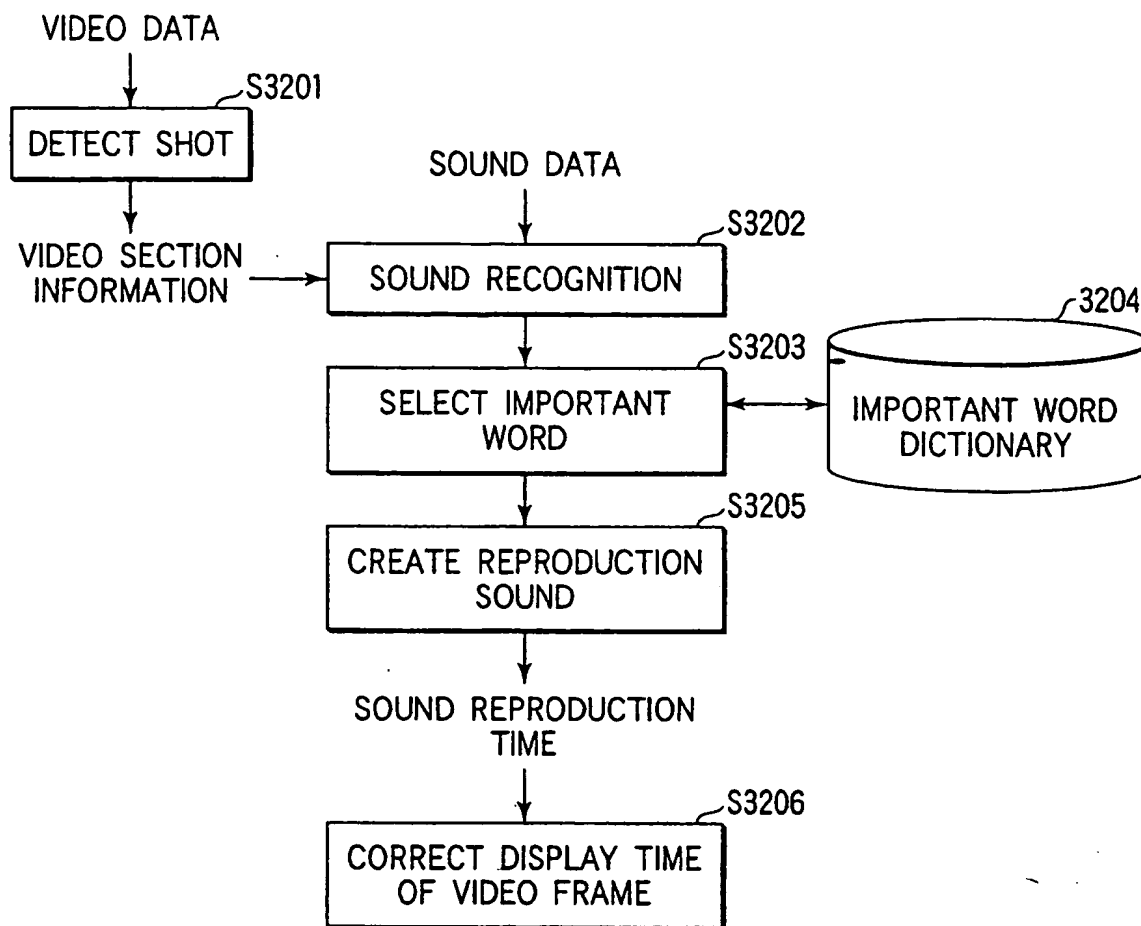 VIDEO DATA
S3201
DETECT SHOT
SOUND DATA
VIDEO SECTION
INFORMATION
S3202
SOUND RECOGNITION
3204
S3203
SELECT IMPORTANT
WORD
IMPORTANT WORD
DICTIONARY
S3205
CREATE REPRODUCTION
SOUND
SOUND REPRODUCTION
TIME
S3206
CORRECT DISPLAY TIME
OF VIDEO FRAME